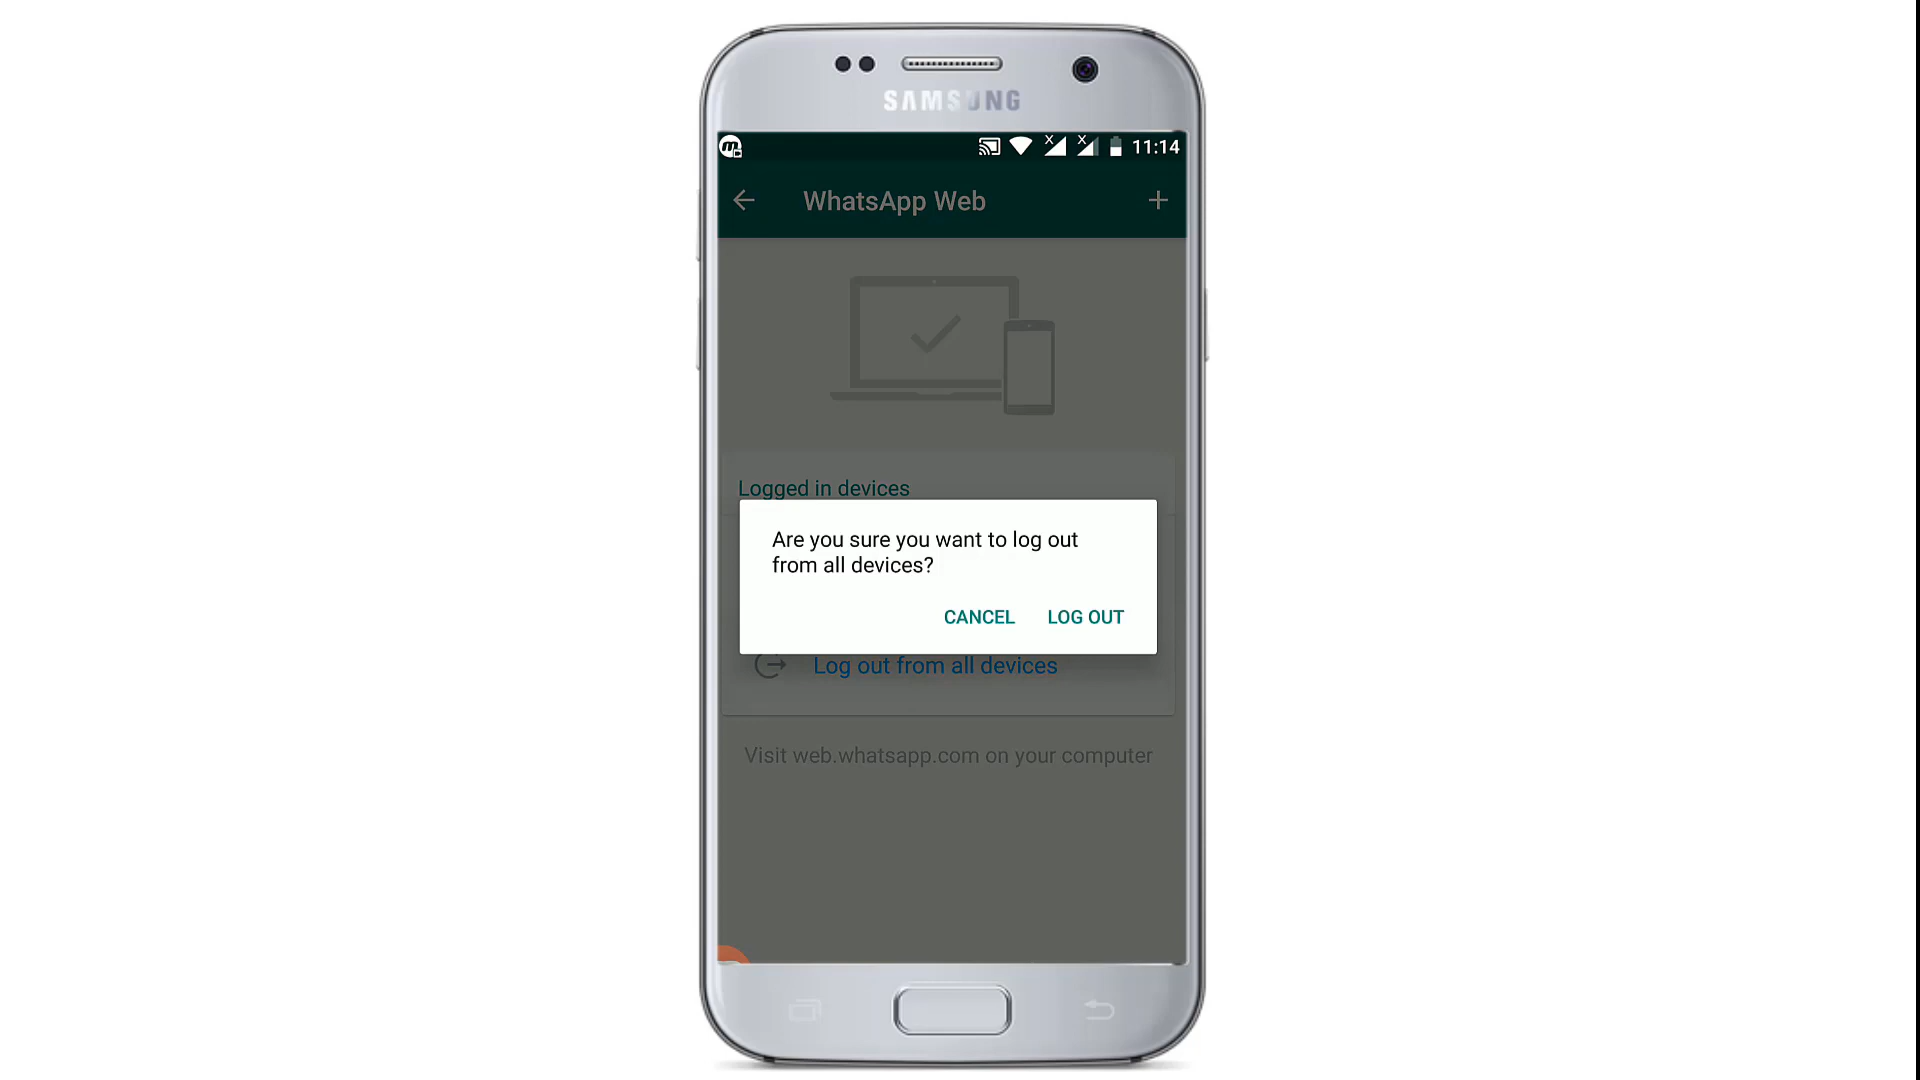 SAMSUNG
11:14
WhatsApp Web
Logged in devices
Are you sure you want to log out
from all devices?
CANCEL LOG OUT
Log out from all devices
Visit web.whatsapp.com on your computer